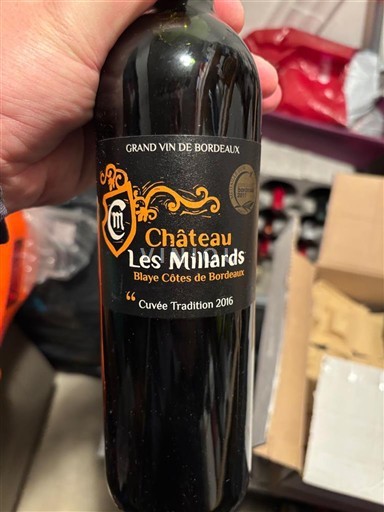 GRAND VIN DE BORDEAUX
Château
Les Millards
Blaye Côtes de Bordeaux
“ Cuvée Tradition 2016